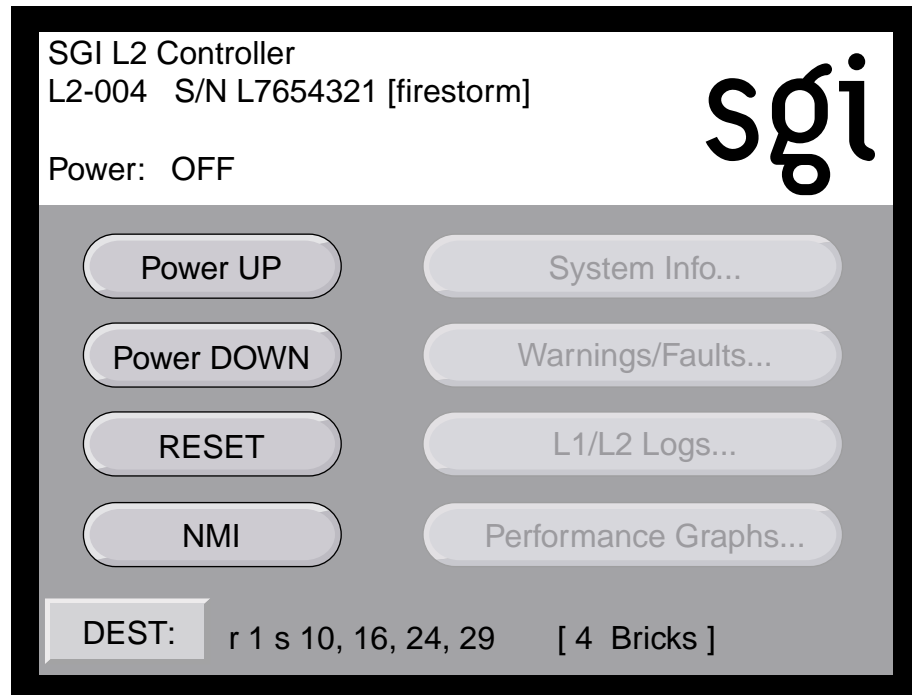 SGI L2 Controller
L2-004 S/N L7654321 [firestorm]
sgi
Power: OFF
Power UP
System Info...
Power DOWN
Warnings/Faults...
RESET
L1/L2 Logs...
NMI
Performance Graphs...
DEST: r 1 s 10, 16, 24, 29 [ 4 Bricks ]